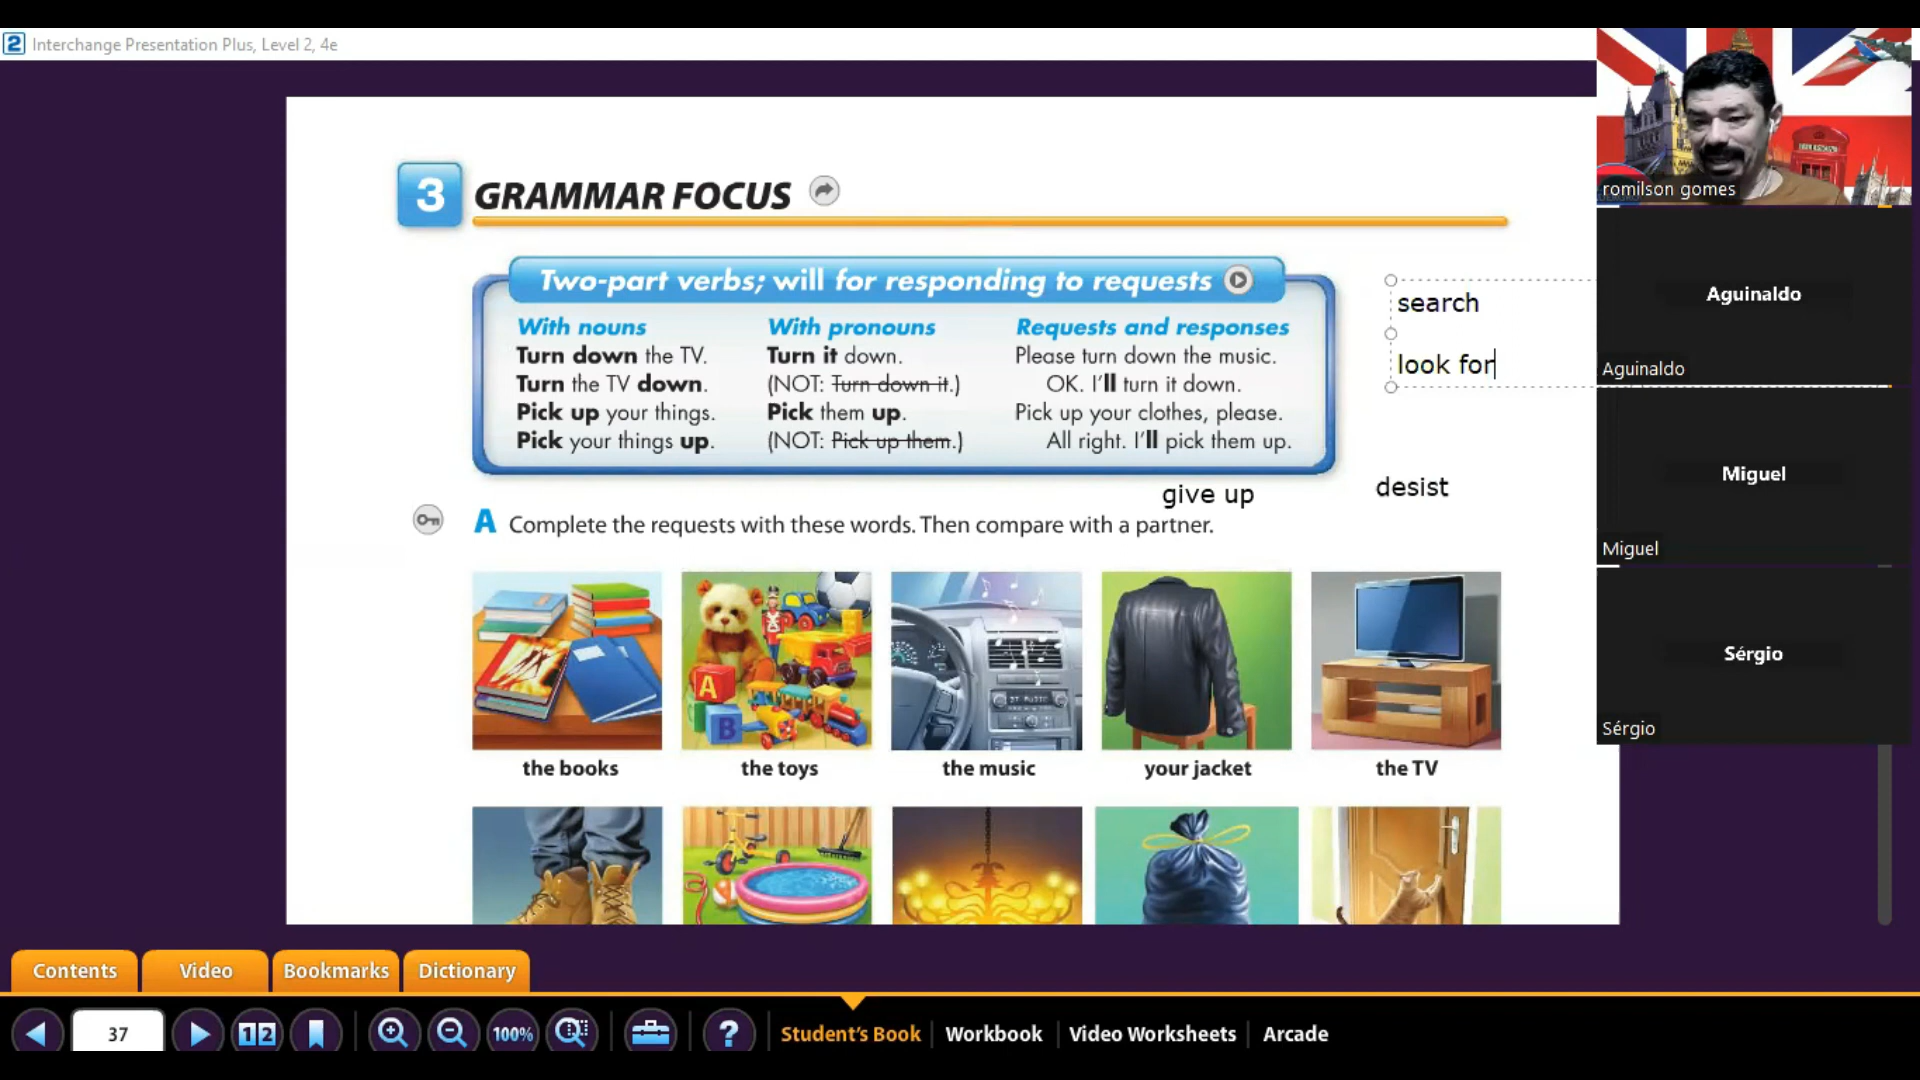 2 Interchange Presentation Plus, Level 2, 4e
3 GRAMMAR FOCUS
Two-part verbs; will for responding to requests
With nouns
Turn down the TV.
Turn the TV down.
Pick up your things.
Pick your things up.
With pronouns
Turn it down.
(NOT: Turn down it.)
Pick them up.
(NOT: Pick up them.)
Requests and responses
Please turn down the music.
OK. I'll turn it down.
Pick up your clothes, please.
All right. I'll pick them up.
search
look for
give up
desist
A Complete the requests with these words. Then compare with a partner.
A
B
the books
the toys
the music
your jacket
the TV
romilson gomes
Aguinaldo
Aguinaldo
Miguel
Miguel
Sérgio
Sérgio
Contents
Video
Bookmarks
Dictionary
37
1 2
100%
?
Student's Book
Workbook
Video Worksheets
Arcade